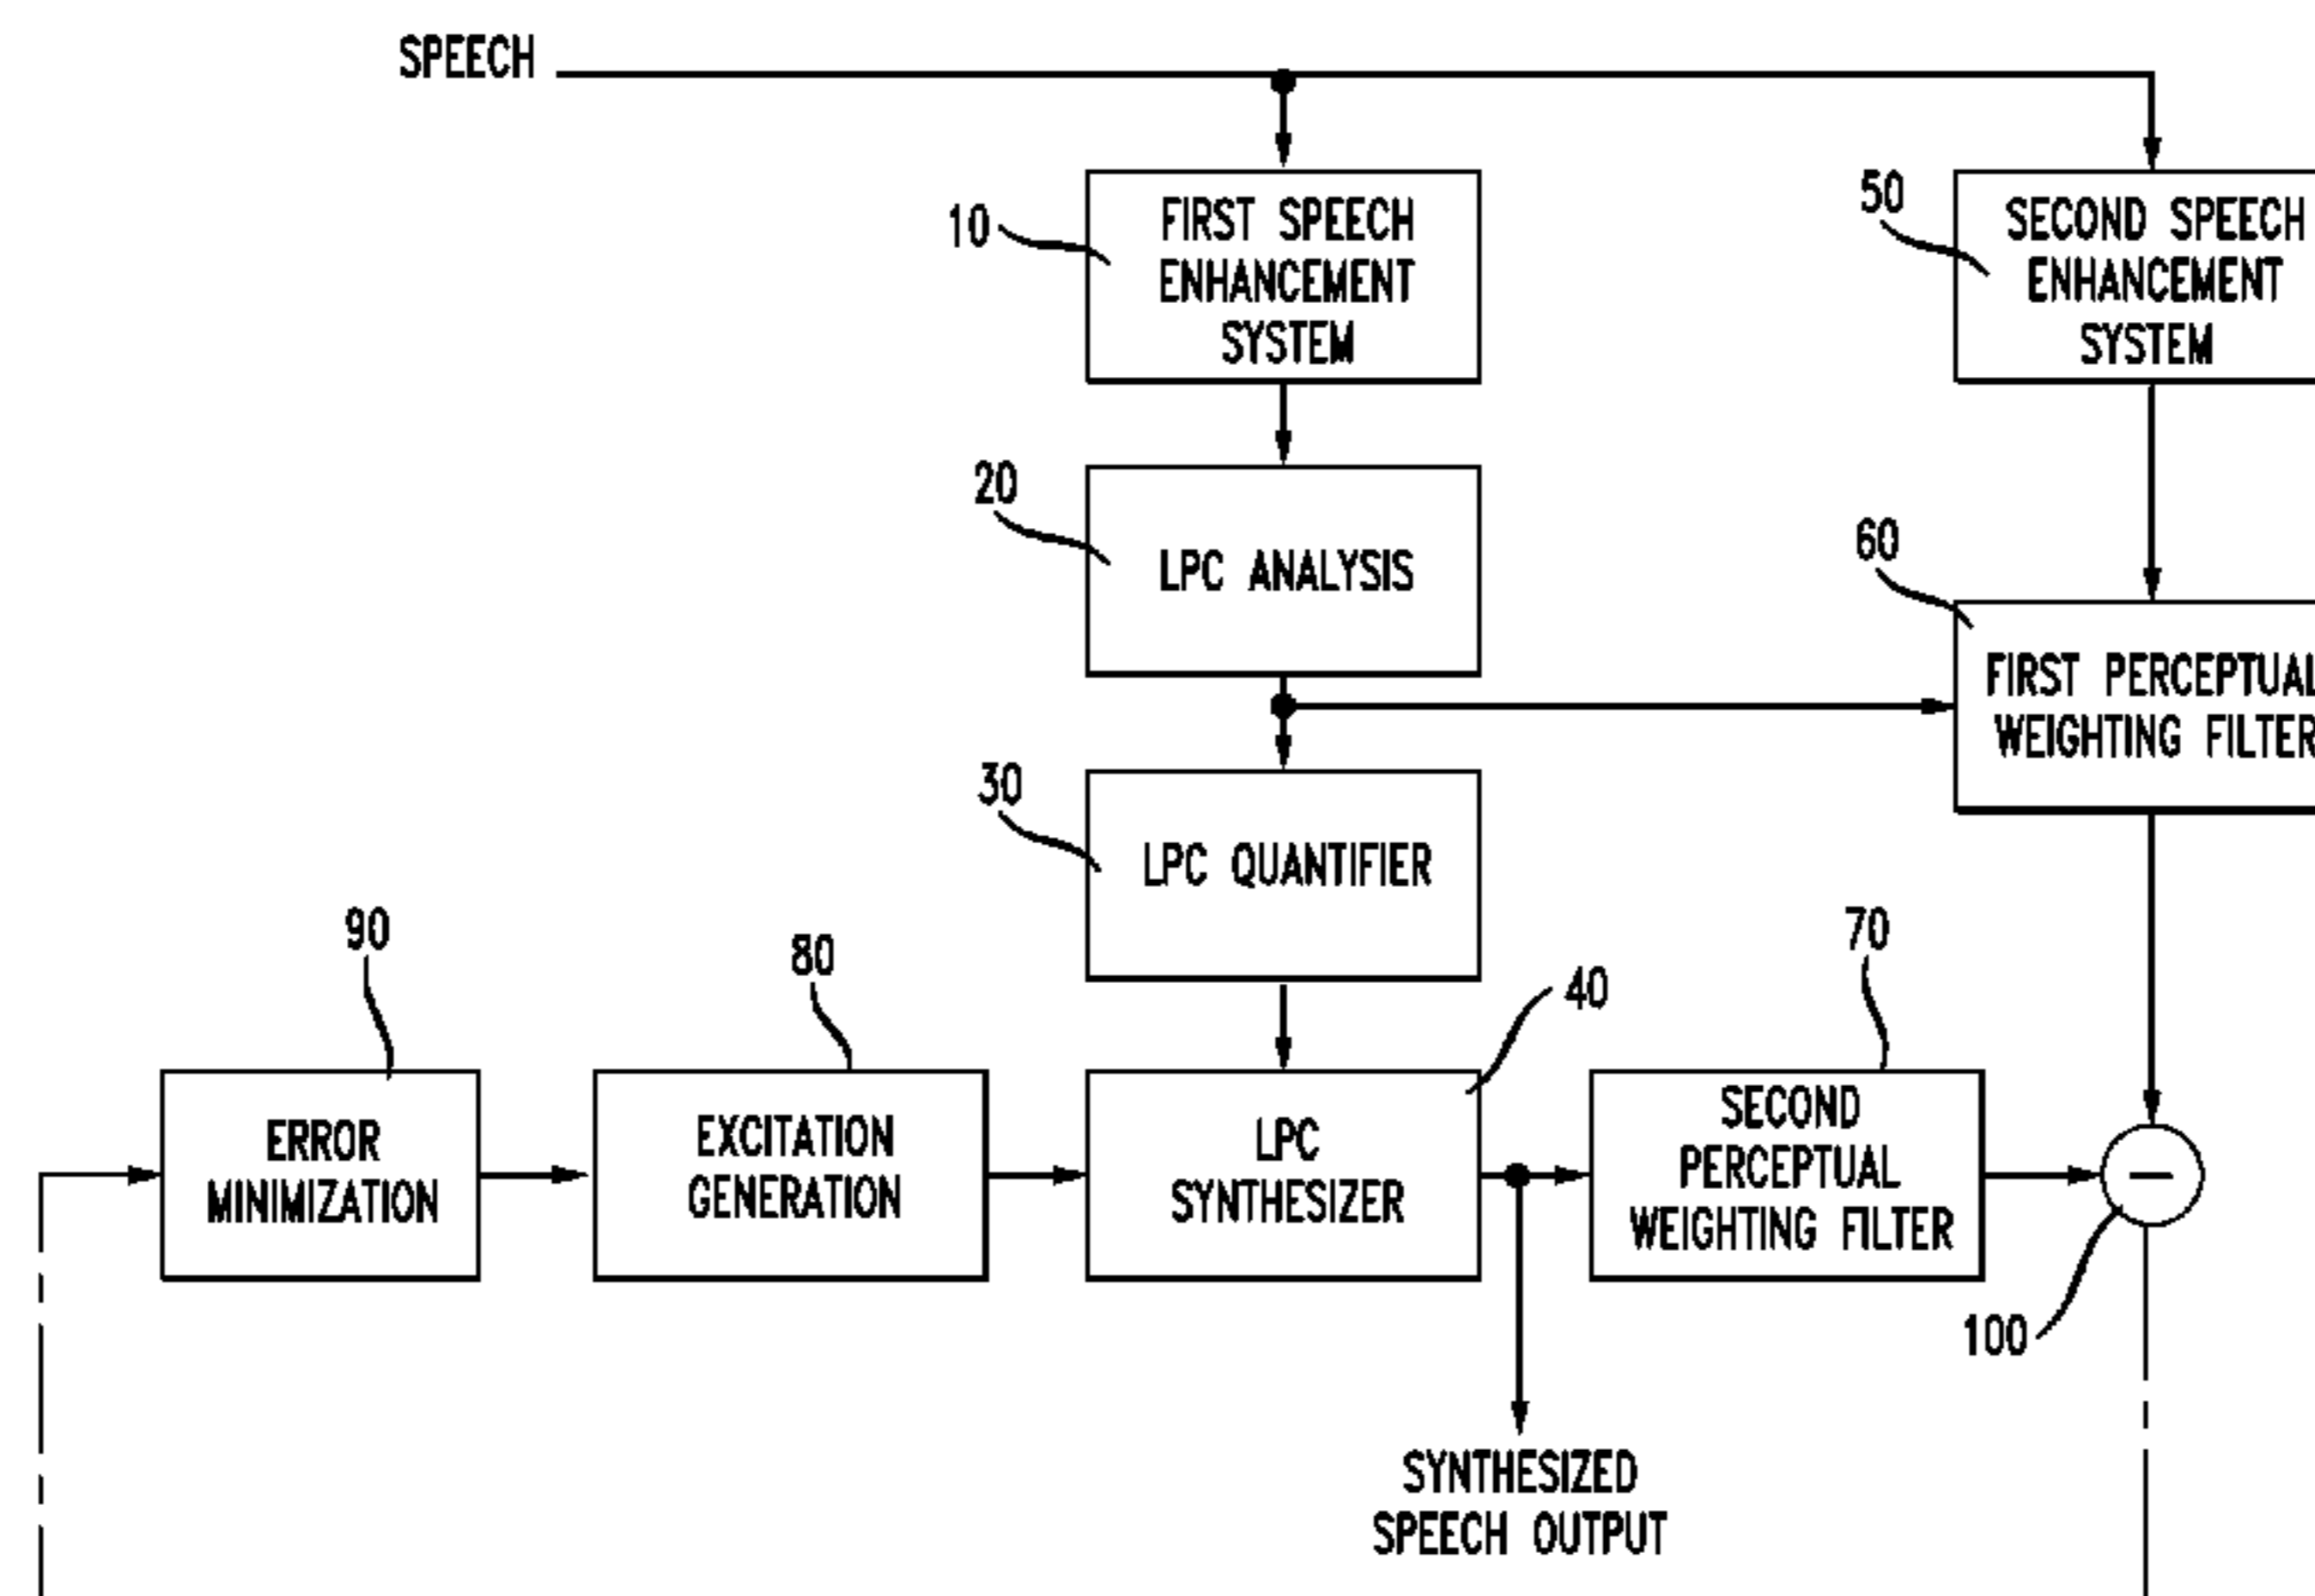 SPEECH
10
FIRST SPEECH
ENHANCEMENT
SYSTEM
50
SECOND SPEECH
ENHANCEMENT
SYSTEM
20
LPC ANALYSIS
60
FIRST PERCEPTUAL
WEIGHTING FILTER
30
LPC QUANTIFIER
90
ERROR
MINIMIZATION
80
EXCITATION
GENERATION
40
LPC
SYNTHESIZER
70
SECOND
PERCEPTUAL
WEIGHTING FILTER
100
SYNTHESIZED
SPEECH OUTPUT